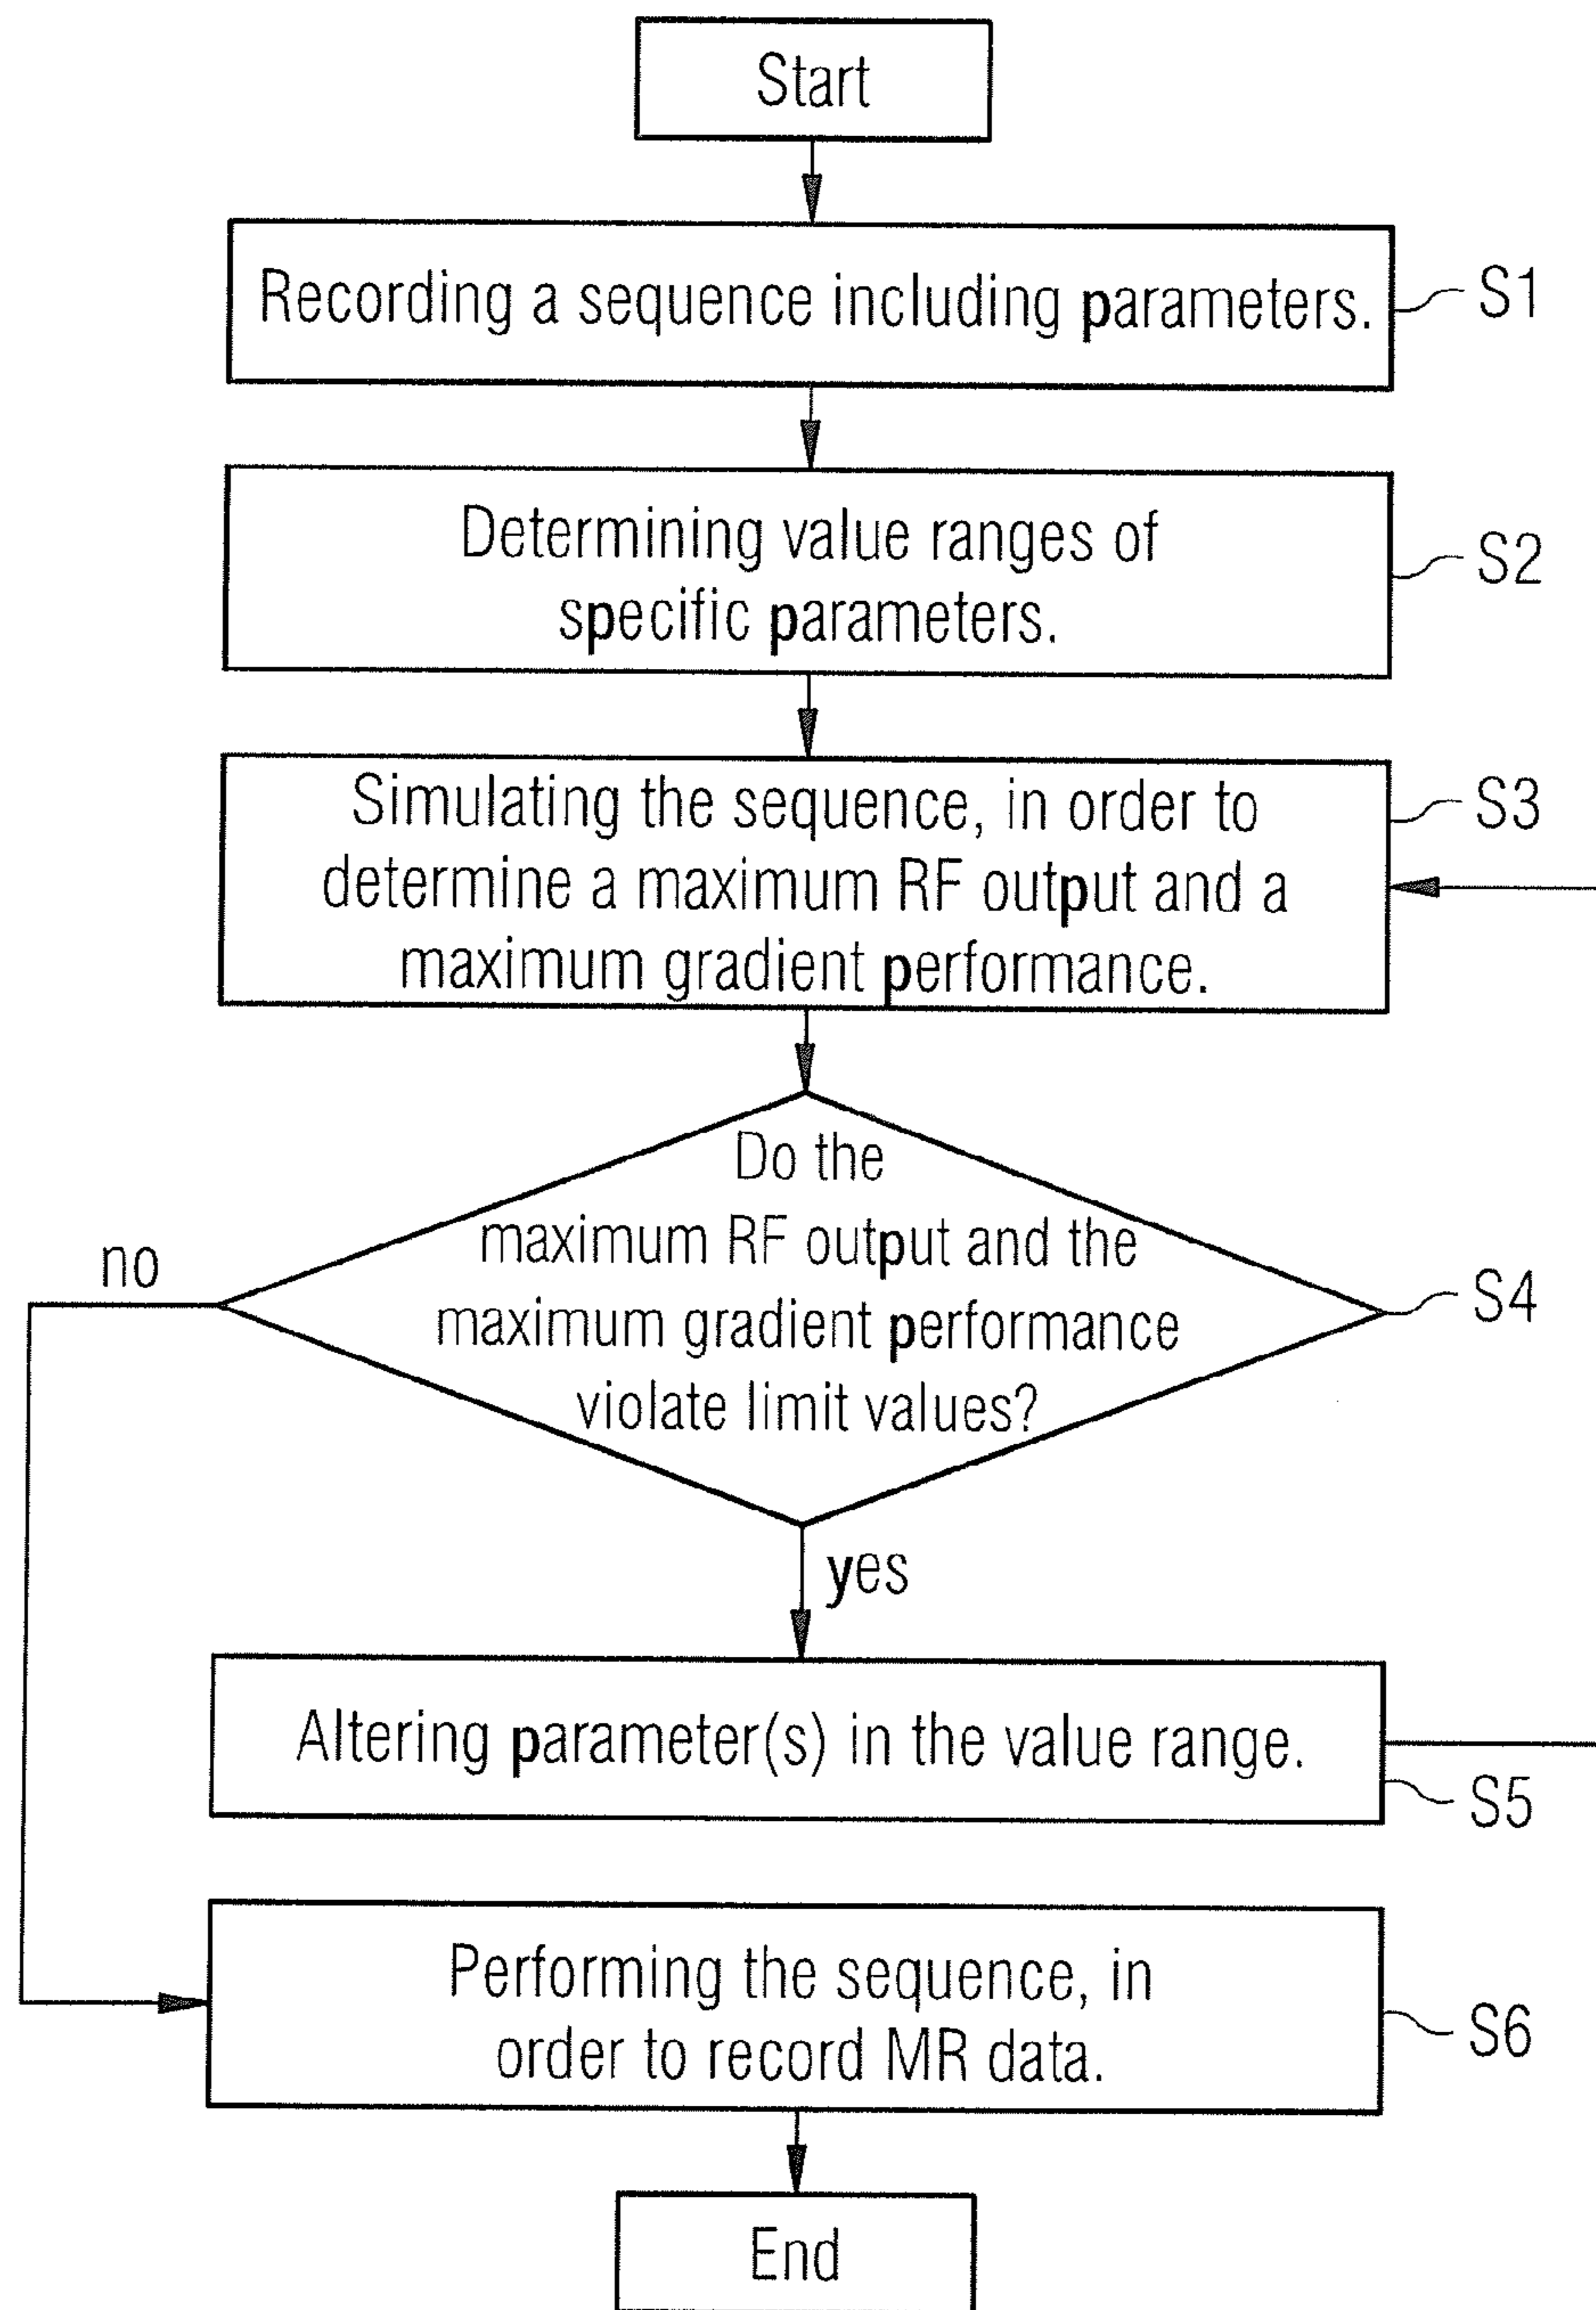 Start
Recording a sequence including parameters.
S1
Determining value ranges of
specific parameters.
S2
Simulating the sequence, in order to
determine a maximum RF output and a
maximum gradient performance.
S3
Do the
maximum RF output and the
maximum gradient performance
violate limit values?
S4
no
yes
Altering parameter(s) in the value range.
S5
Performing the sequence, in
order to record MR data.
S6
End